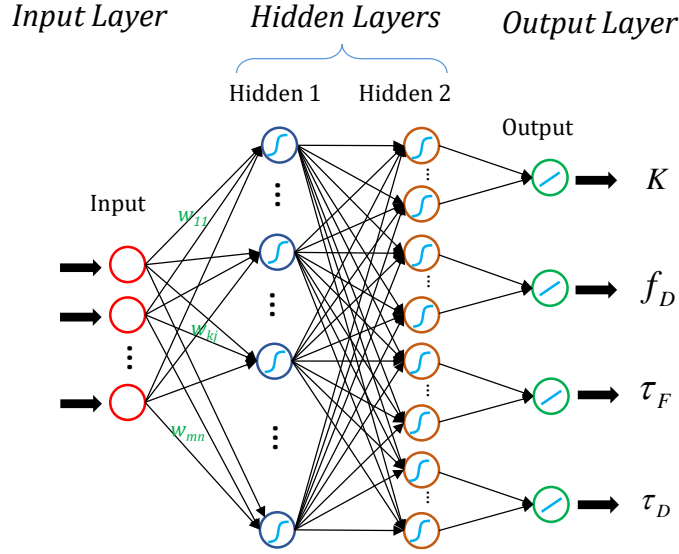 Input Layer
Hidden Layers
Output Layer
Hidden 1
Hidden 2
Output
Input
w11
wkj
wmn
K
fD
τF
τD